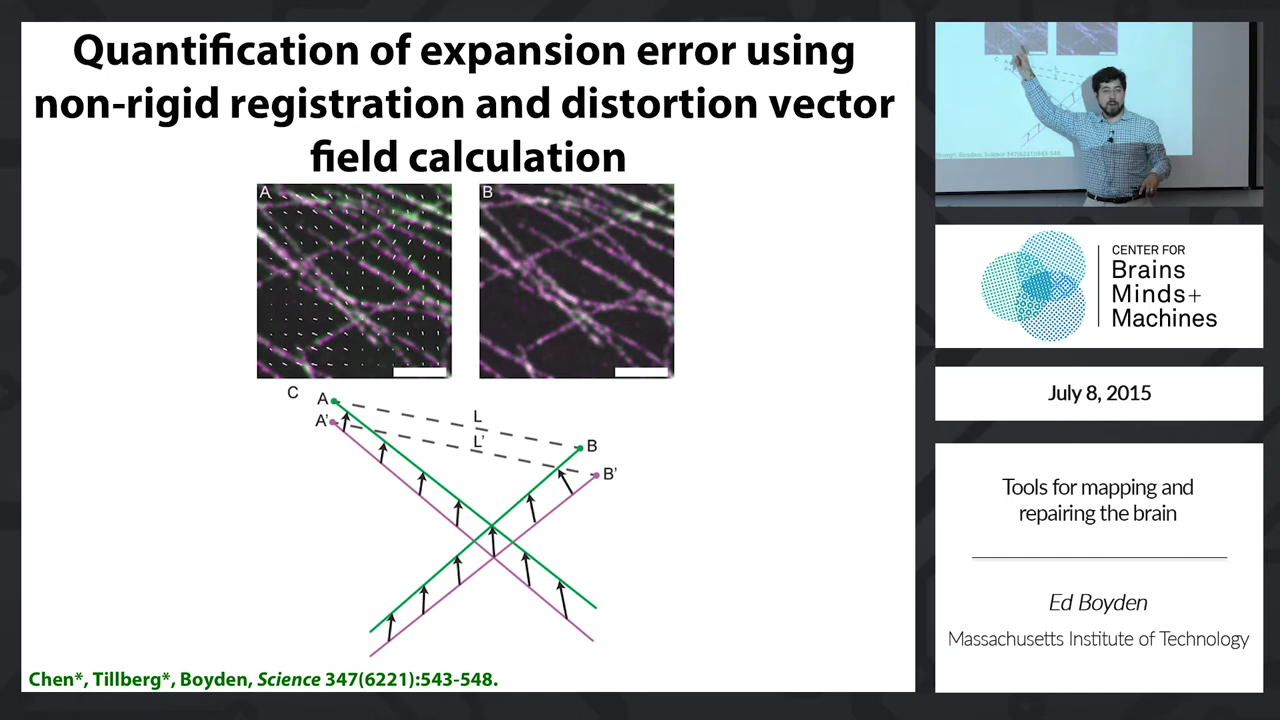 Quantification of expansion error using
non-rigid registration and distortion vector
field calculation
A
B
C
A
A'
L
L'
B
B'
Chen*, Tillberg*, Boyden, Science 347(6221):543-548.
CENTER FOR
Brains
Minds+
Machines
July 8, 2015
Tools for mapping and
repairing the brain
Ed Boyden
Massachusetts Institute of Technology